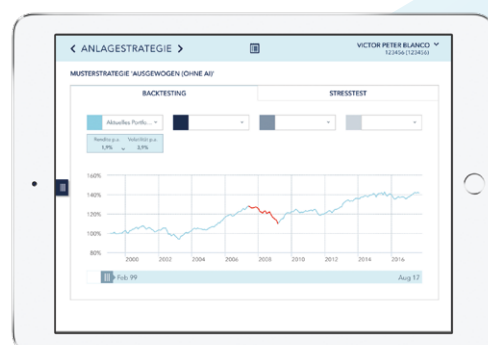 < ANLAGESTRATEGIE >
VICTOR PETER BLANCO
123456 (123456)
MUSTERSTRATEGIE 'AUSGEWOGEN (OHNE AI)'
BACKTESTING STRESSTEST
Aktuelles Portfo...
Rendite p.a. Volatilität p.a.
1,9% 3,9%
160%
140%
120%
100%
80%
2000 2002 2004 2006 2008 2010 2012 2014 2016
Feb 99 Aug 17